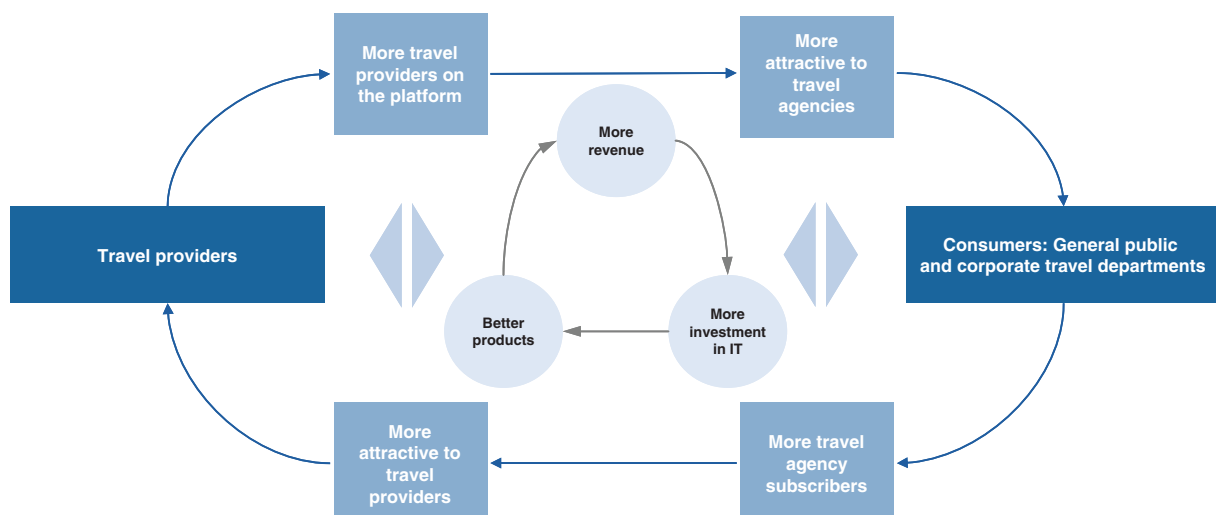 More travel
providers on
the platform
More
attractive to
travel
agencies
More
revenue
Travel providers
Consumers: General public
and corporate travel departments
Better
products
More
investment
in IT
More
attractive to
travel
providers
More travel
agency
subscribers